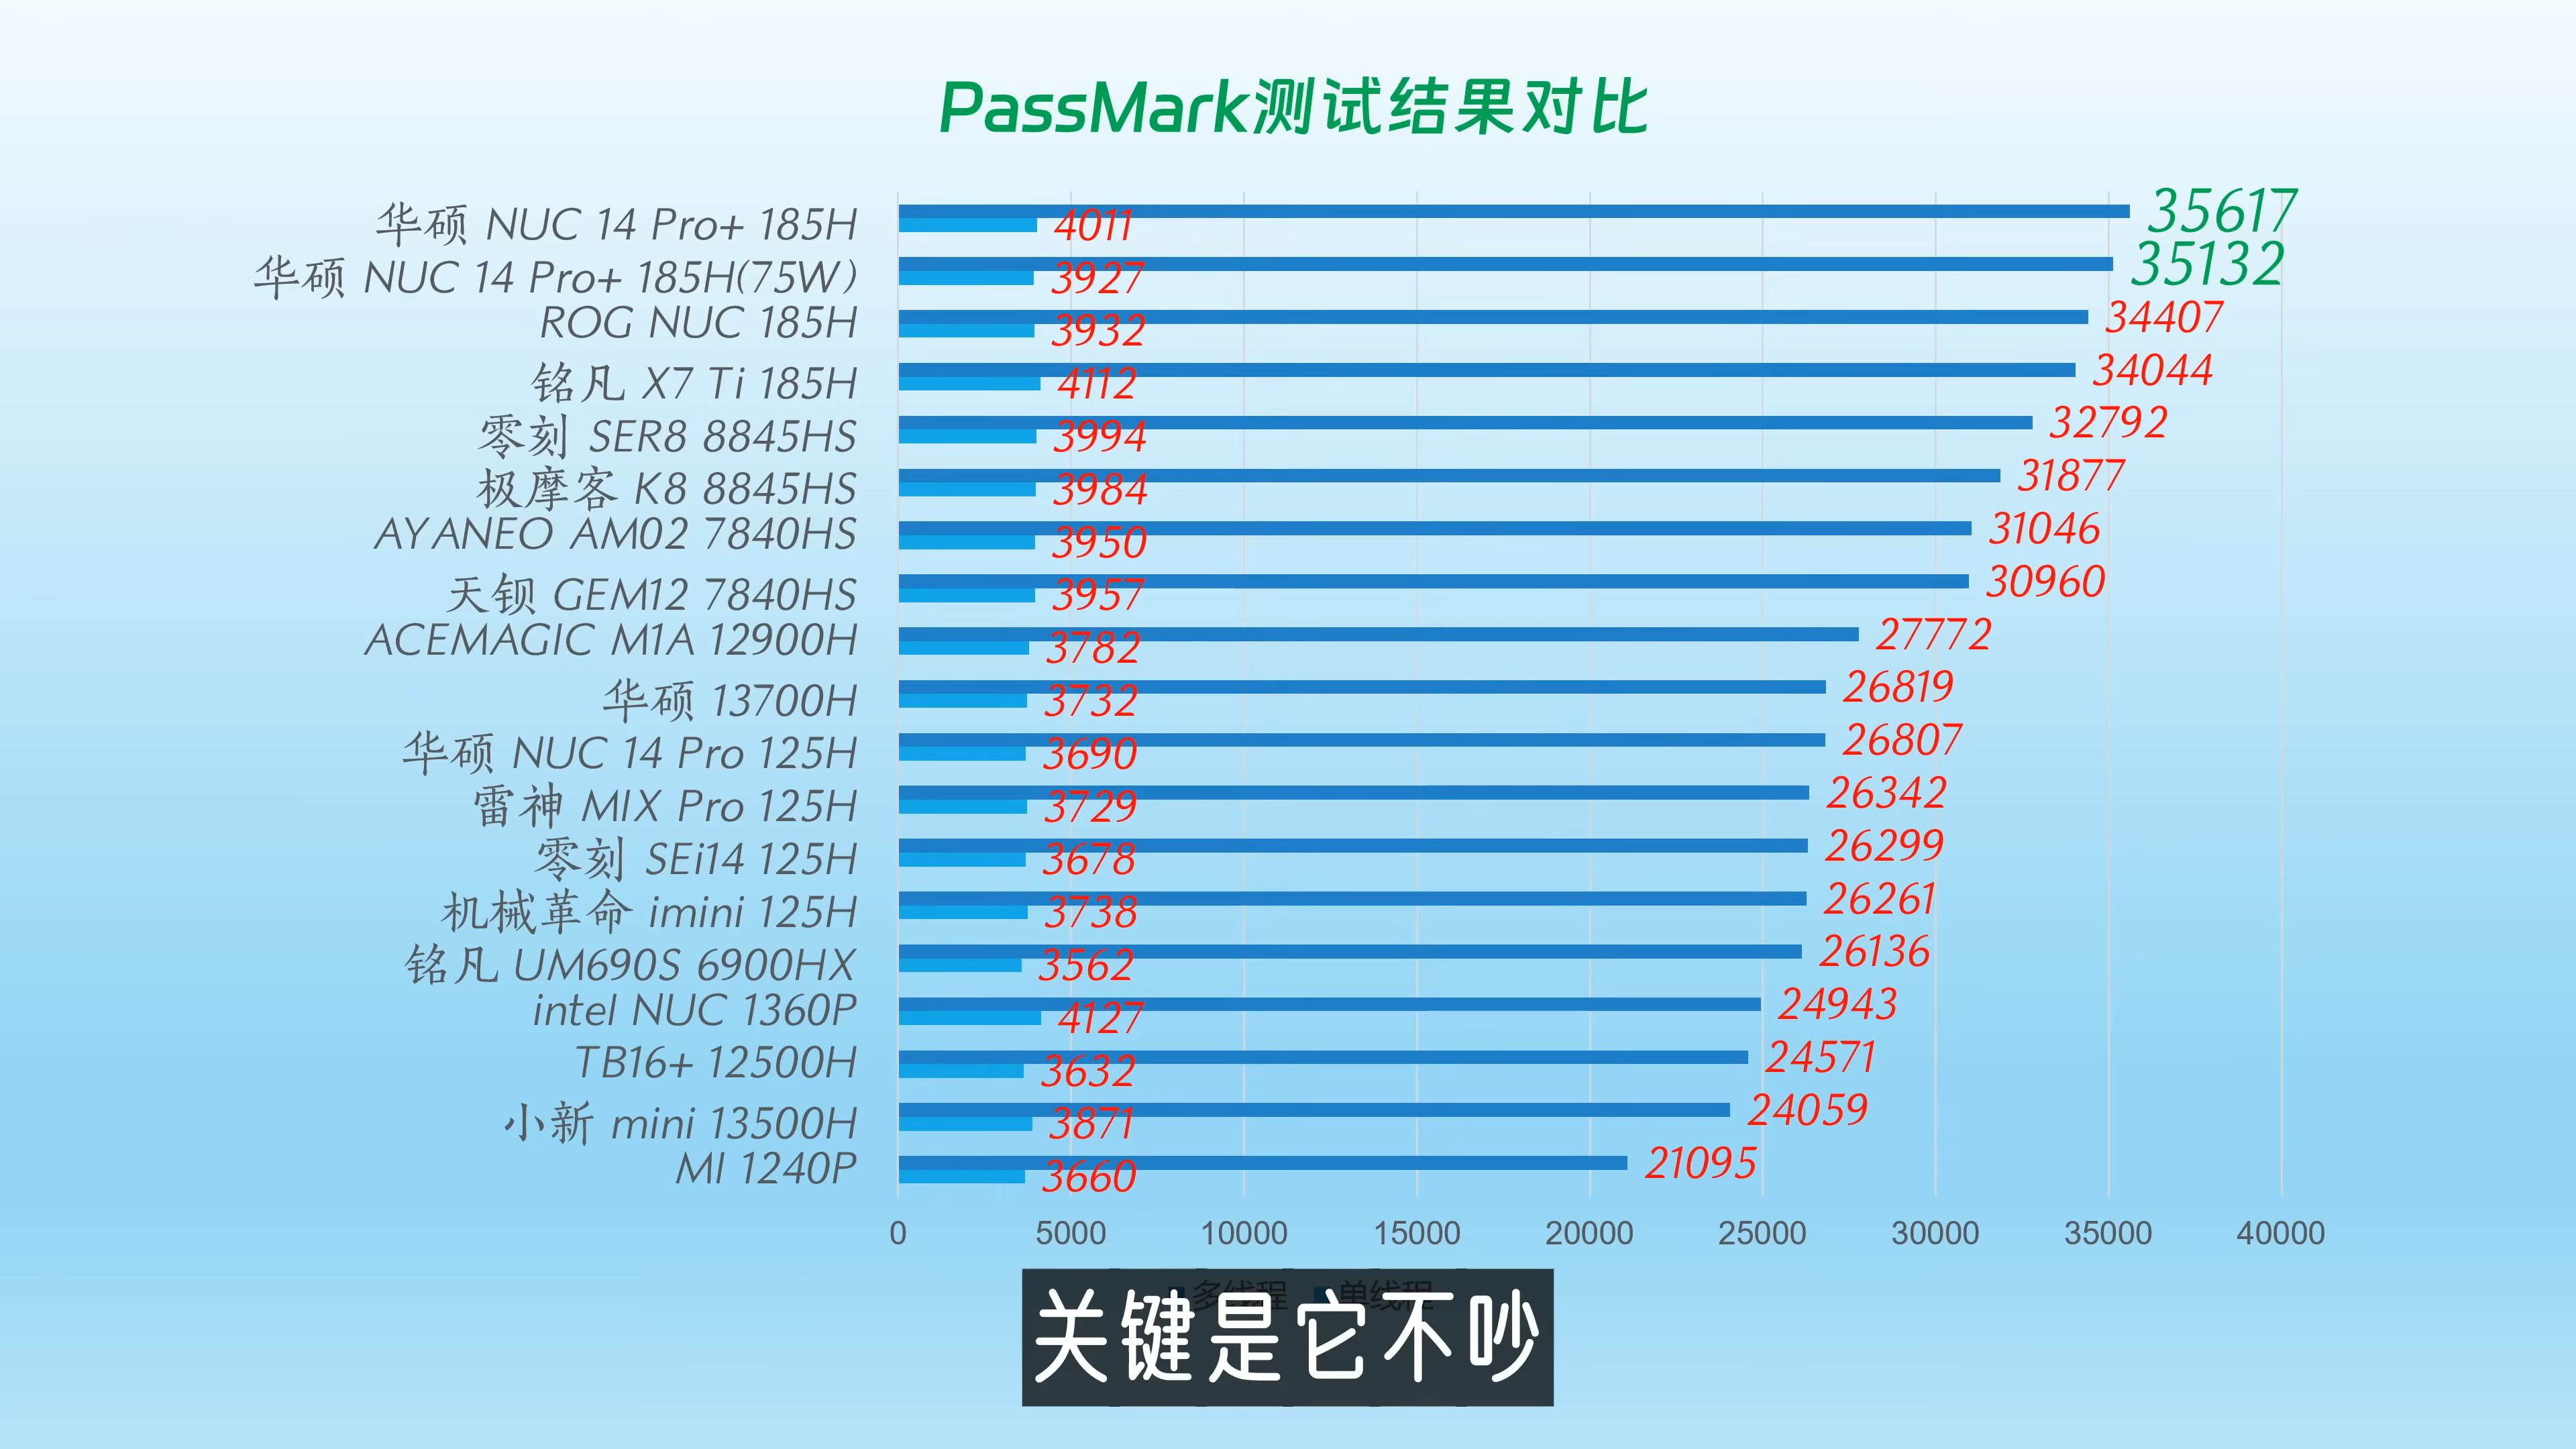 PassMark测试结果对比
华硕 NUC 14 Pro+ 185H 35617
4011
华硕 NUC 14 Pro+ 185H(75W) 35132
3927
ROG NUC 185H 34407
3932
铭凡 X7 Ti 185H 34044
4112
零刻 SER8 8845HS 32792
3994
极摩客 K8 8845HS 31877
3984
AYANEO AM02 7840HS 31046
3950
天钡 GEM12 7840HS 30960
3957
ACEMAGIC M1A 12900H 27772
3782
华硕 13700H 26819
3732
华硕 NUC 14 Pro 125H 26807
3690
雷神 MIX Pro 125H 26342
3729
零刻 SEi14 125H 26299
3678
机械革命 imini 125H 26261
3738
铭凡 UM690S 6900HX 26136
3562
intel NUC 1360P 24943
4127
TB16+ 12500H 24571
3632
小新 mini 13500H 24059
3871
MI 1240P 21095
3660
0 5000 10000 15000 20000 25000 30000 35000 40000
多线程 单线程
关键是它不吵